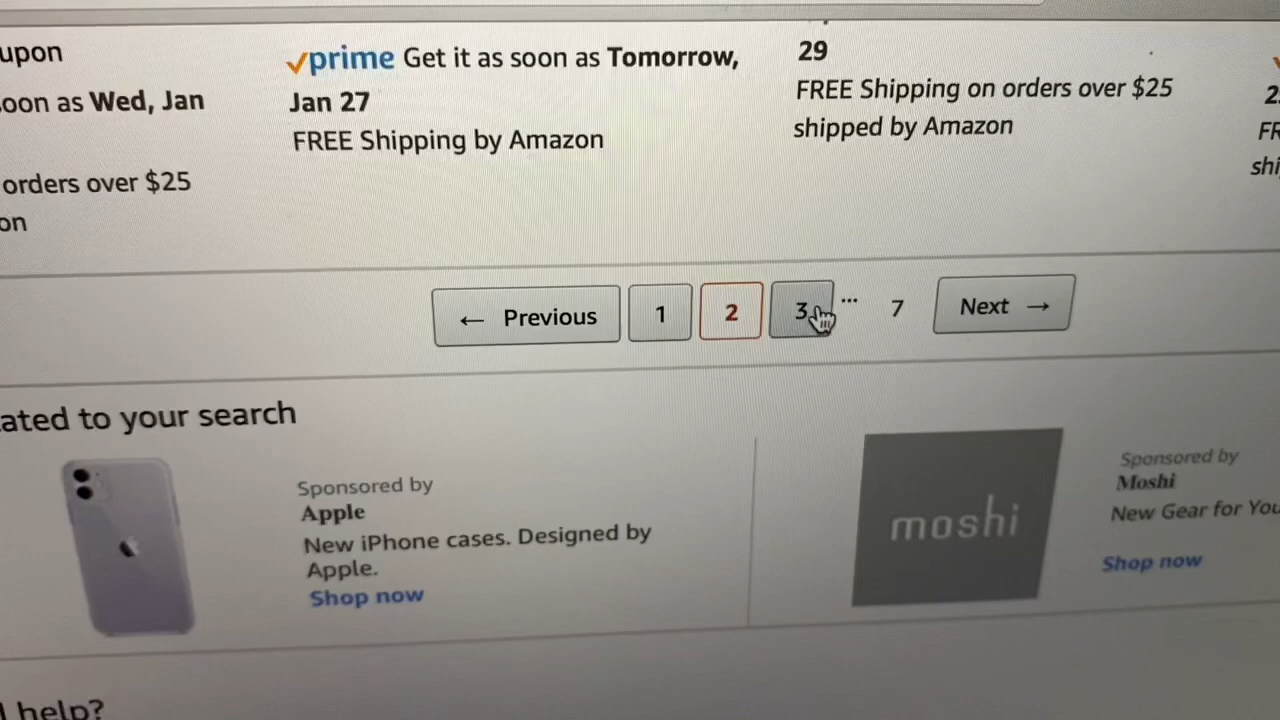 upon
oon as Wed, Jan
orders over $25
on
prime Get it as soon as Tomorrow,
Jan 27
FREE Shipping by Amazon
29
FREE Shipping on orders over $25
shipped by Amazon
2
FR
shi
← Previous 1 2 3 ... 7 Next →
ated to your search
Sponsored by
Apple
New iPhone cases. Designed by
Apple.
Shop now
moshi
Sponsored by
Moshi
New Gear for You
Shop now
help?